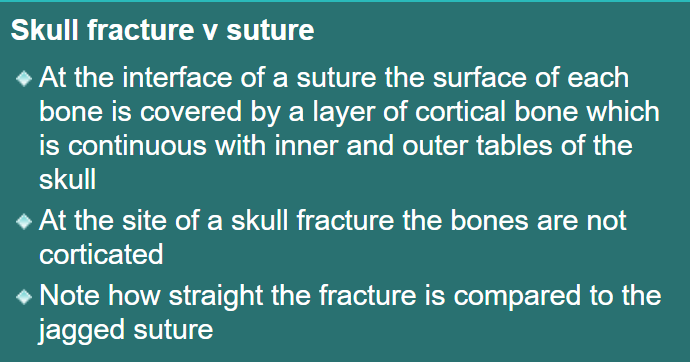 Skull fracture v suture
At the interface of a suture the surface of each
bone is covered by a layer of cortical bone which
is continuous with inner and outer tables of the
skull
At the site of a skull fracture the bones are not
corticated
Note how straight the fracture is compared to the
jagged suture